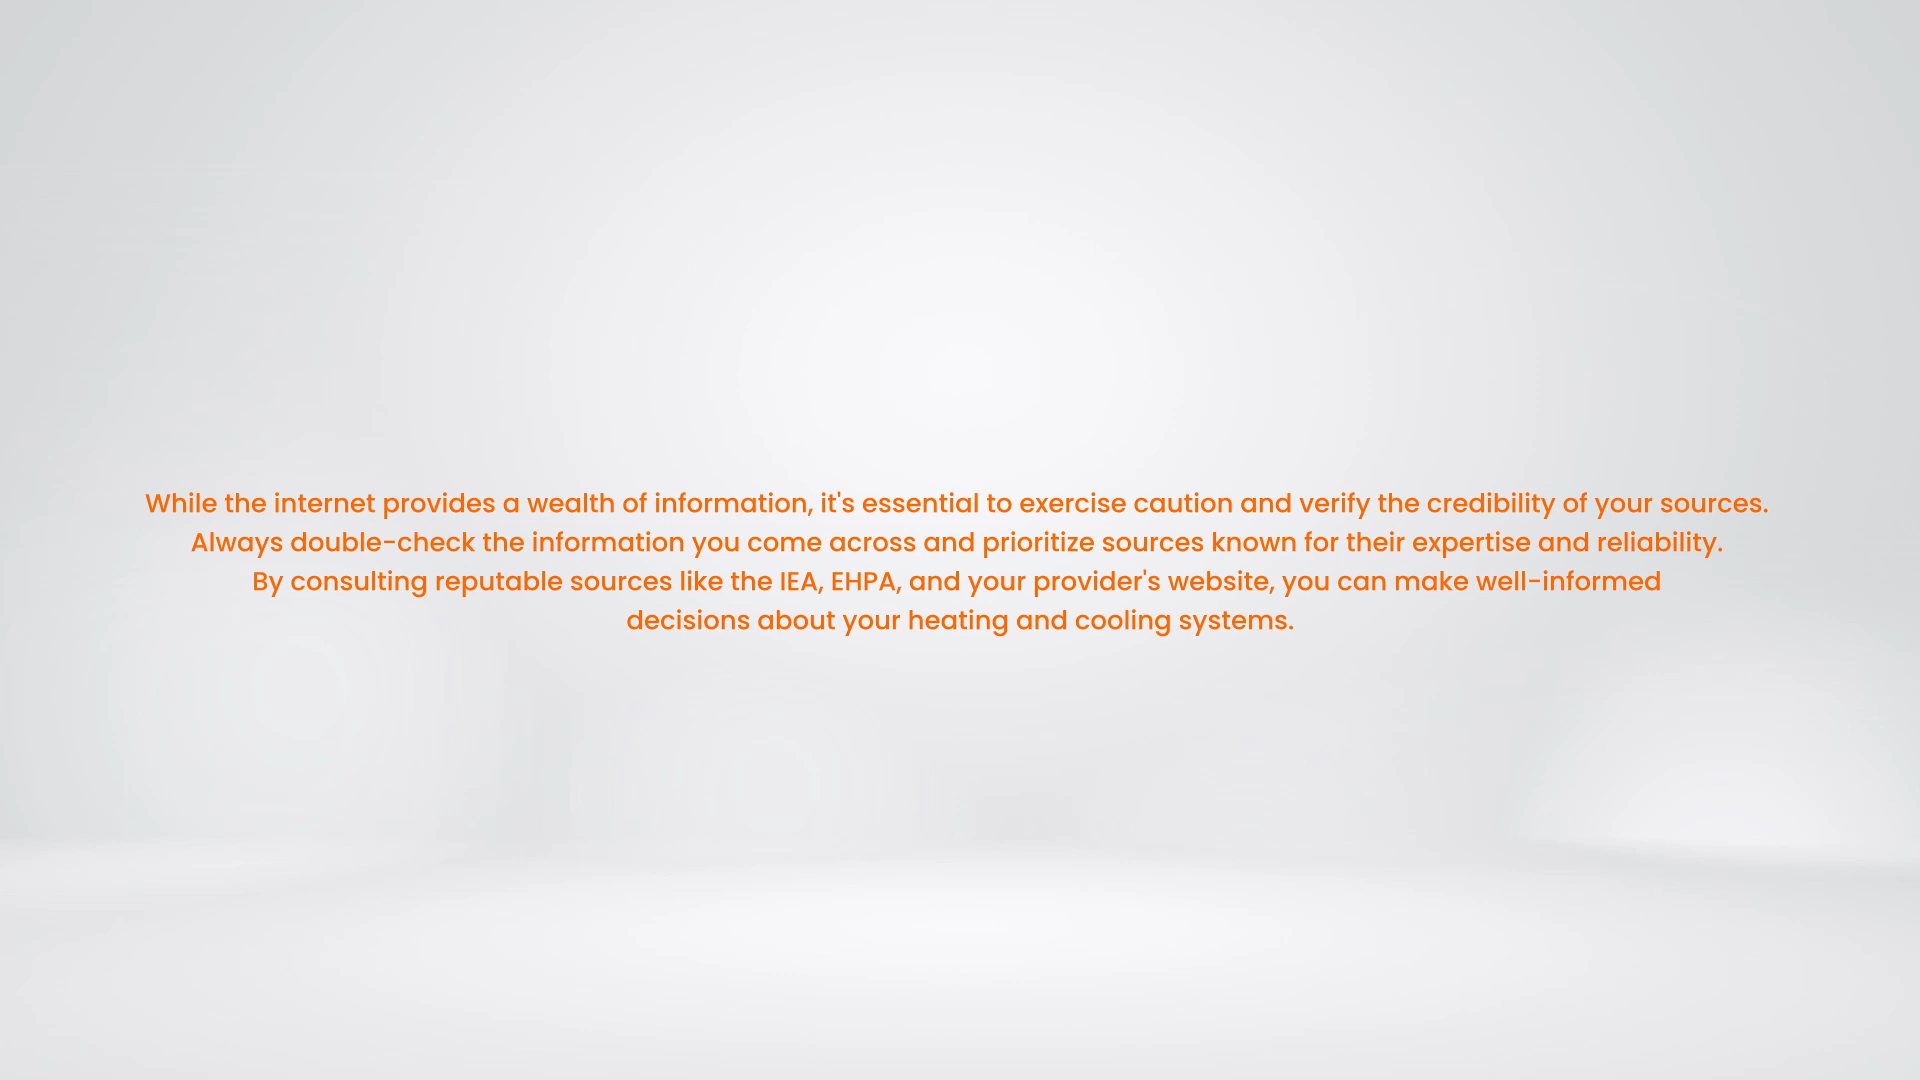 While the internet provides a wealth of information, it's essential to exercise caution and verify the credibility of your sources.
Always double-check the information you come across and prioritize sources known for their expertise and reliability.
By consulting reputable sources like the IEA, EHPA, and your provider's website, you can make well-informed
decisions about your heating and cooling systems.